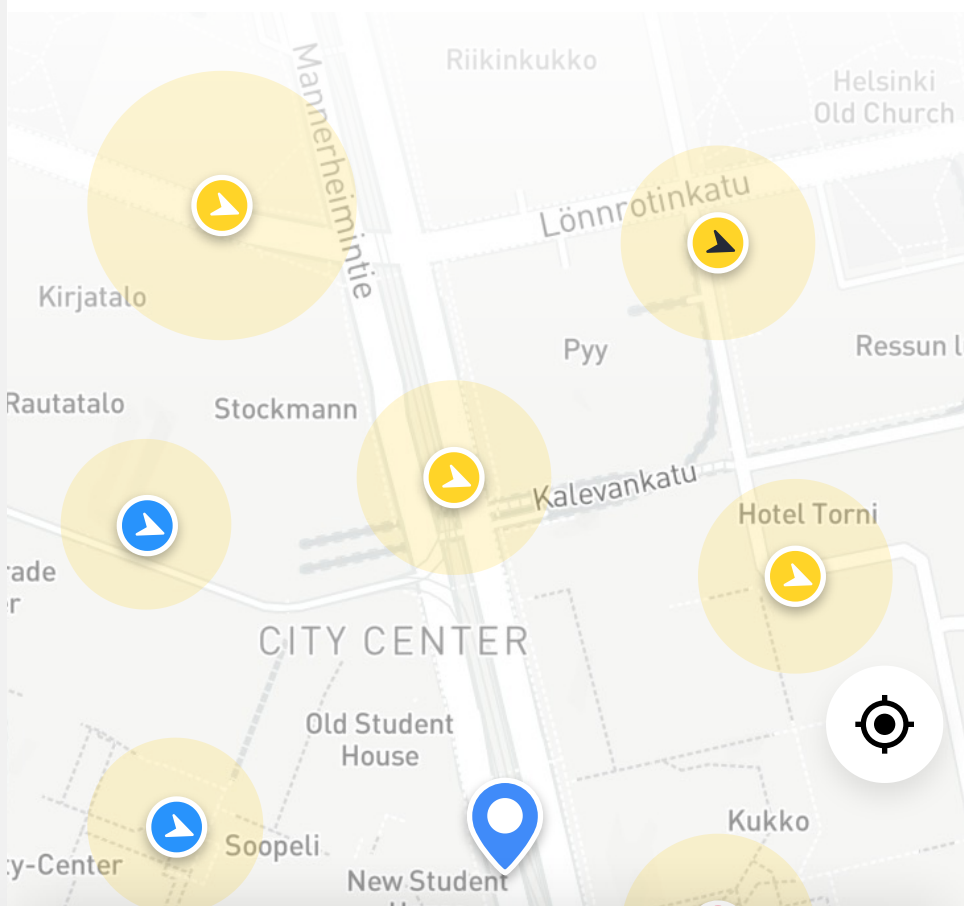 Riikinkukko
Helsinki
Old Church
Mannerheimintie
Lönnrotinkatu
Kirjatalo
Pyy
Ressun
Rautatalo
Stockmann
Kalevankatu
Hotel Torni
CITY CENTER
Old Student
House
Kukko
Soopeli
ty-Center
New Student